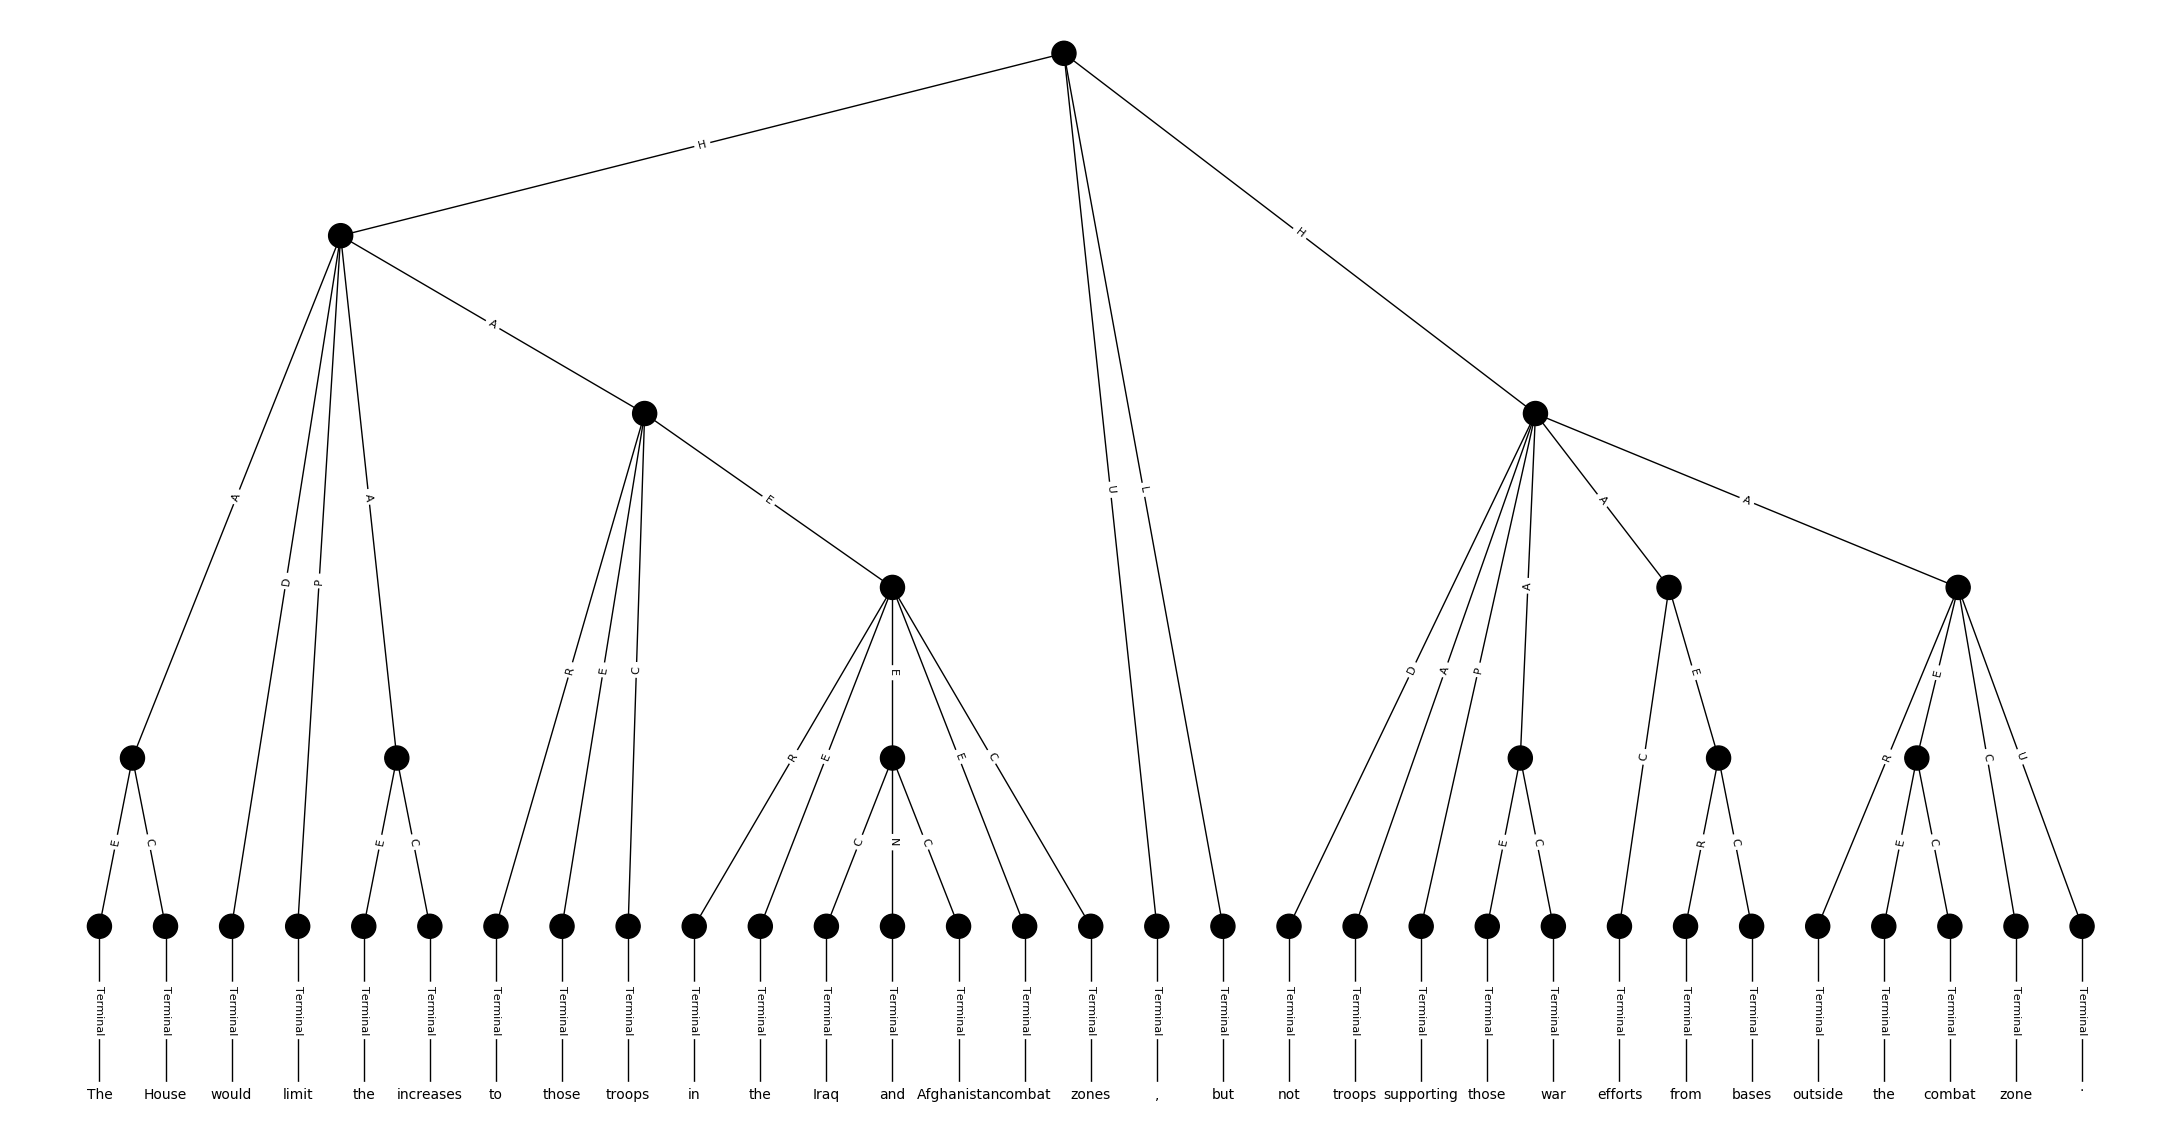 H
H
A
A
E
A
A
U
L
A
A
D
P
A
R
E
C
E
D
A
P
E
E
R
E
E
C
C
R
C
U
E
C
E
C
C
N
C
E
C
R
C
E
C
Terminal Terminal Terminal Terminal Terminal Terminal Terminal Terminal Terminal Terminal Terminal Terminal Terminal Terminal Terminal Terminal Terminal Terminal Terminal Terminal Terminal Terminal Terminal Terminal Terminal Terminal Terminal Terminal Terminal Terminal Terminal
The House would limit the increases to those troops in the Iraq and Afghanistan combat zones , but not troops supporting those war efforts from bases outside the combat zone .